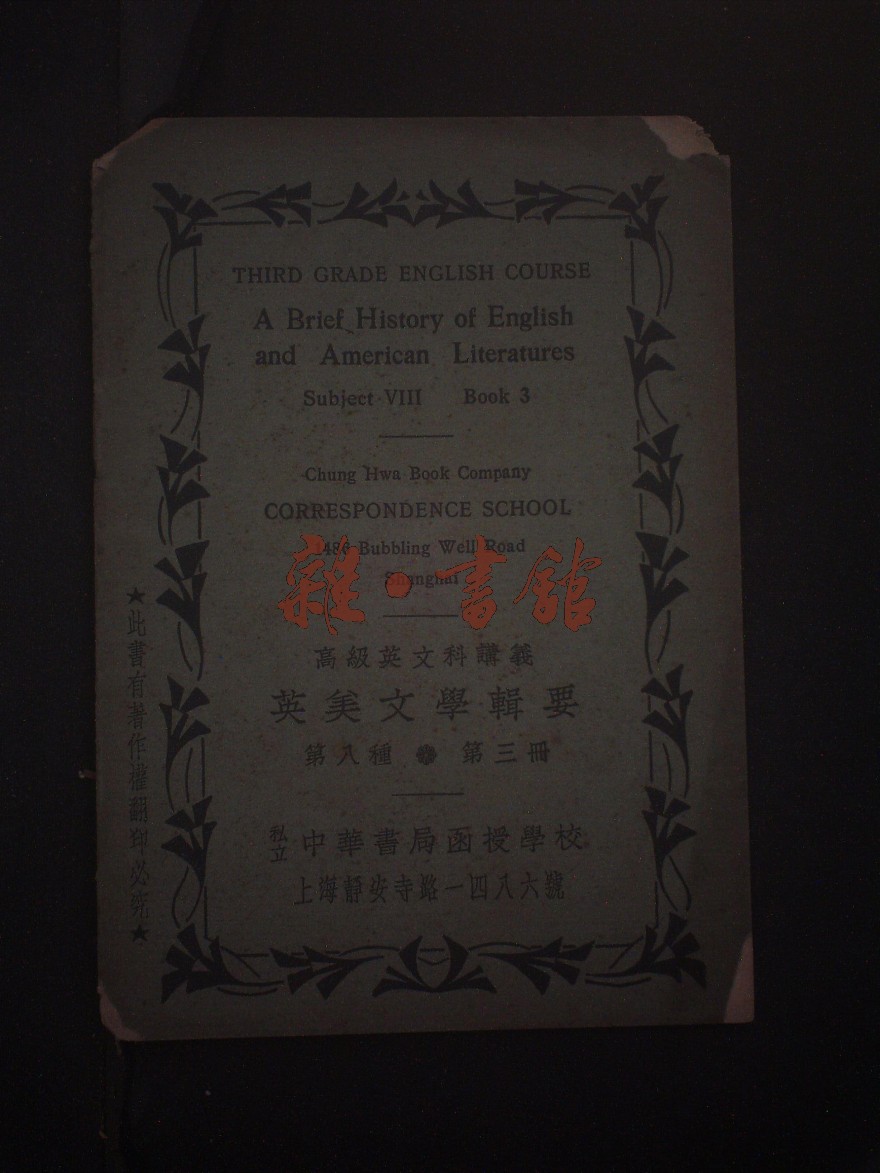 THIRD GRADE ENGLISH COURSE
A Brief History of English
and American Literatures
Subject VIII Book 3
Chung Hwa Book Company
CORRESPONDENCE SCHOOL
1486 Bubbling Well Road
Shanghai
雜·書館
高級英文科講義
英美文學輯要
第八種 第三冊
私立中華書局函授學校
上海靜安寺路一四八六號
★此書有著作權翻印必究★